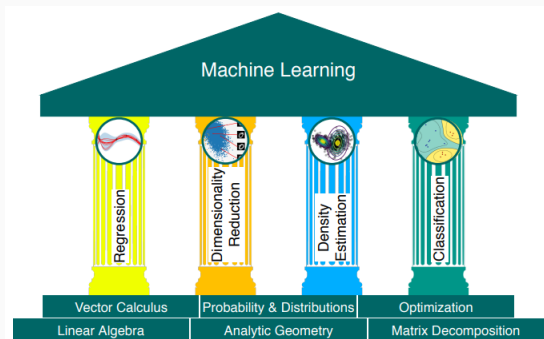 Machine Learning
Regression
Dimensionality
Reduction
Density
Estimation
Classification
Vector Calculus
Probability & Distributions
Optimization
Linear Algebra
Analytic Geometry
Matrix Decomposition